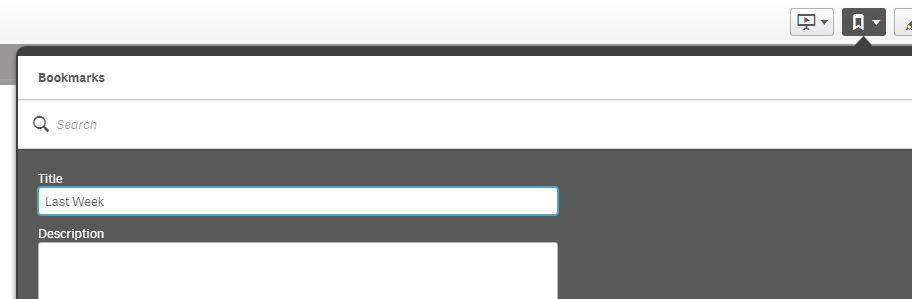 Bookmarks
Search
Title
Last Week
Description